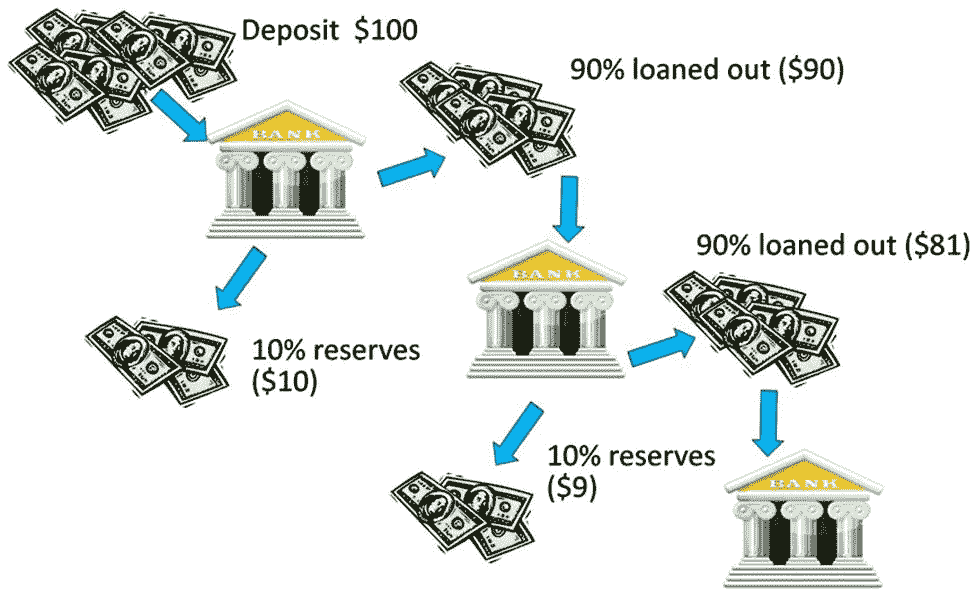 Deposit $100
90% loaned out ($90)
BANK
10% reserves
($10)
90% loaned out ($81)
BANK
10% reserves
($9)
BANK